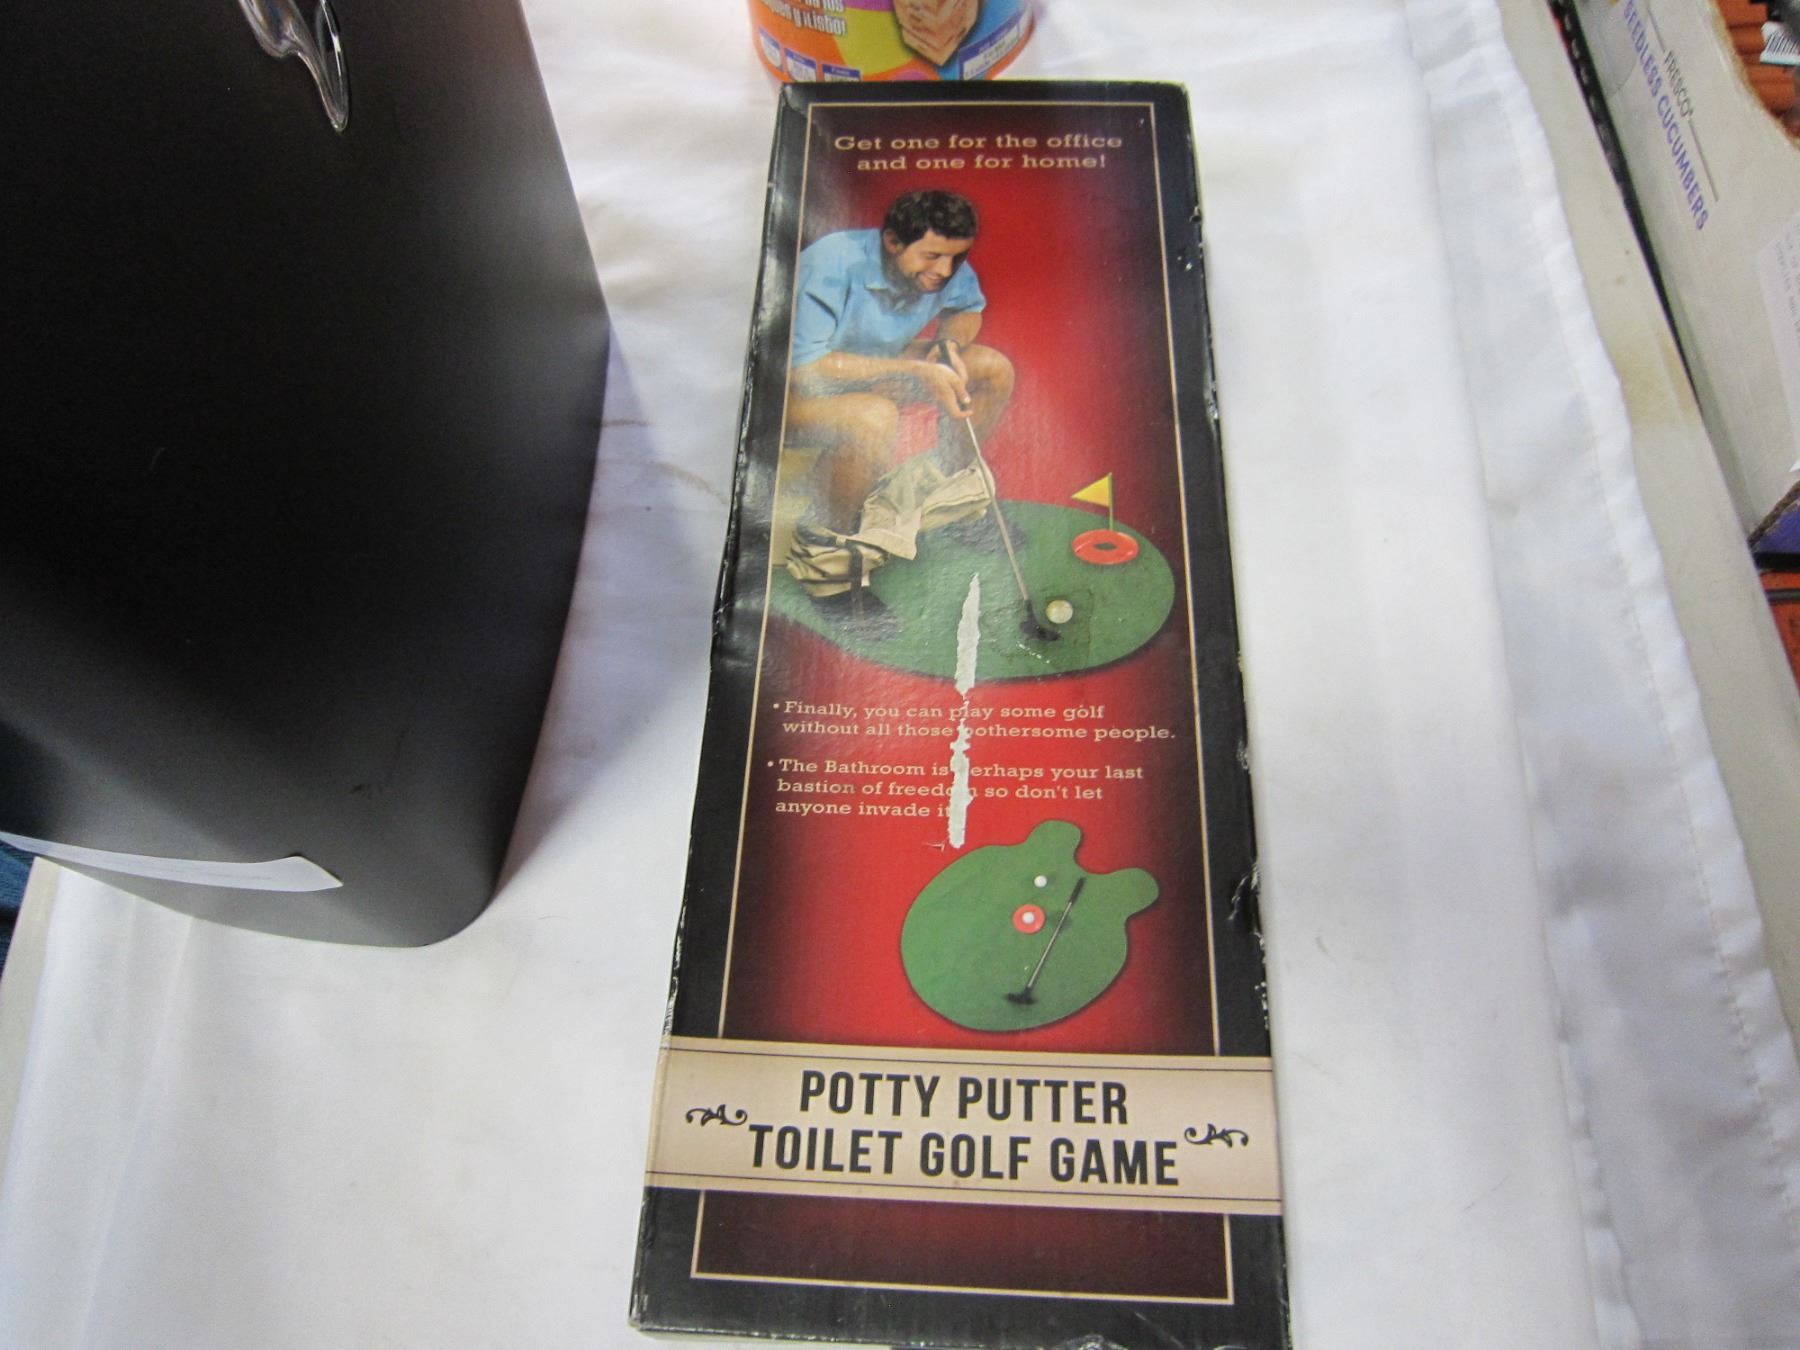 y ¡Listo!
FRESCO
SEEDLESS CUCUMBERS
Get one for the office
and one for home!
• Finally, you can play some golf
without all those bothersome people.
• The Bathroom is perhaps your last
bastion of freedom so don't let
anyone invade it
POTTY PUTTER
TOILET GOLF GAME